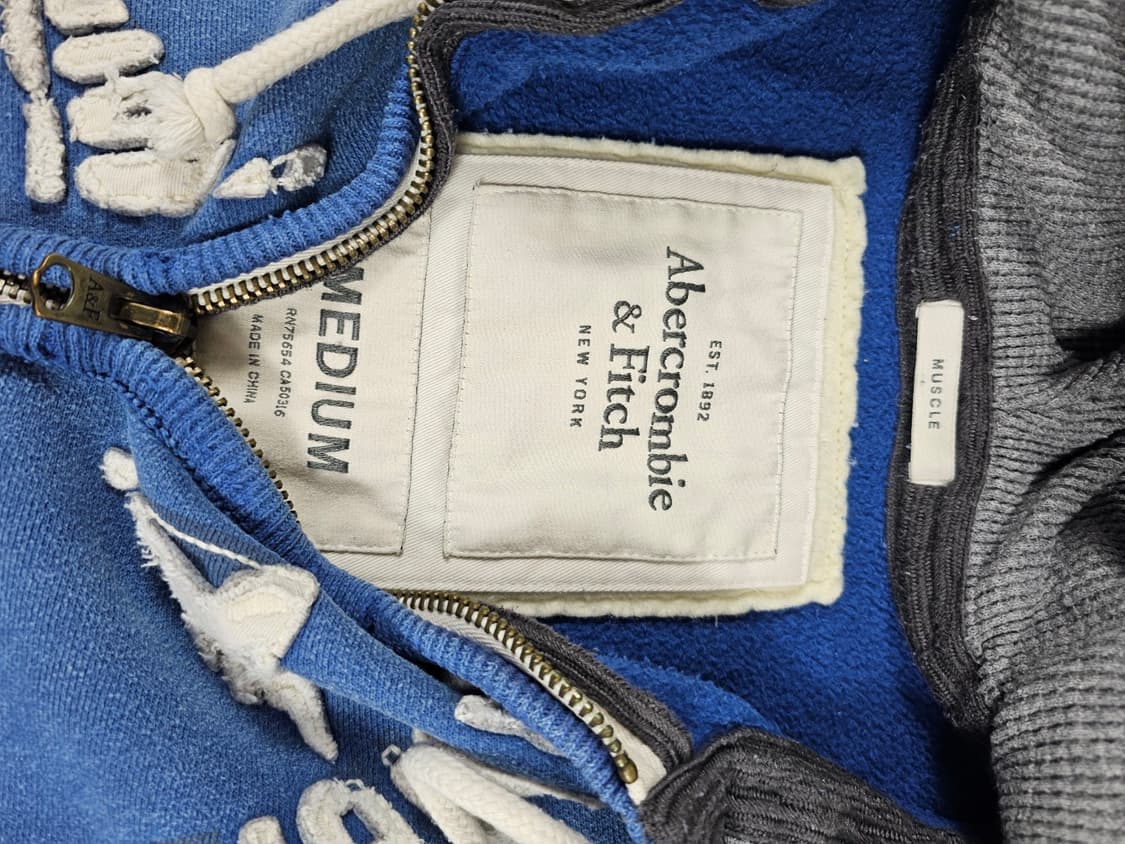 MUSCLE
EST. 1892
Abercrombie
& Fitch
NEW YORK
MEDIUM
RN75654 CA50316
MADE IN CHINA
A&F